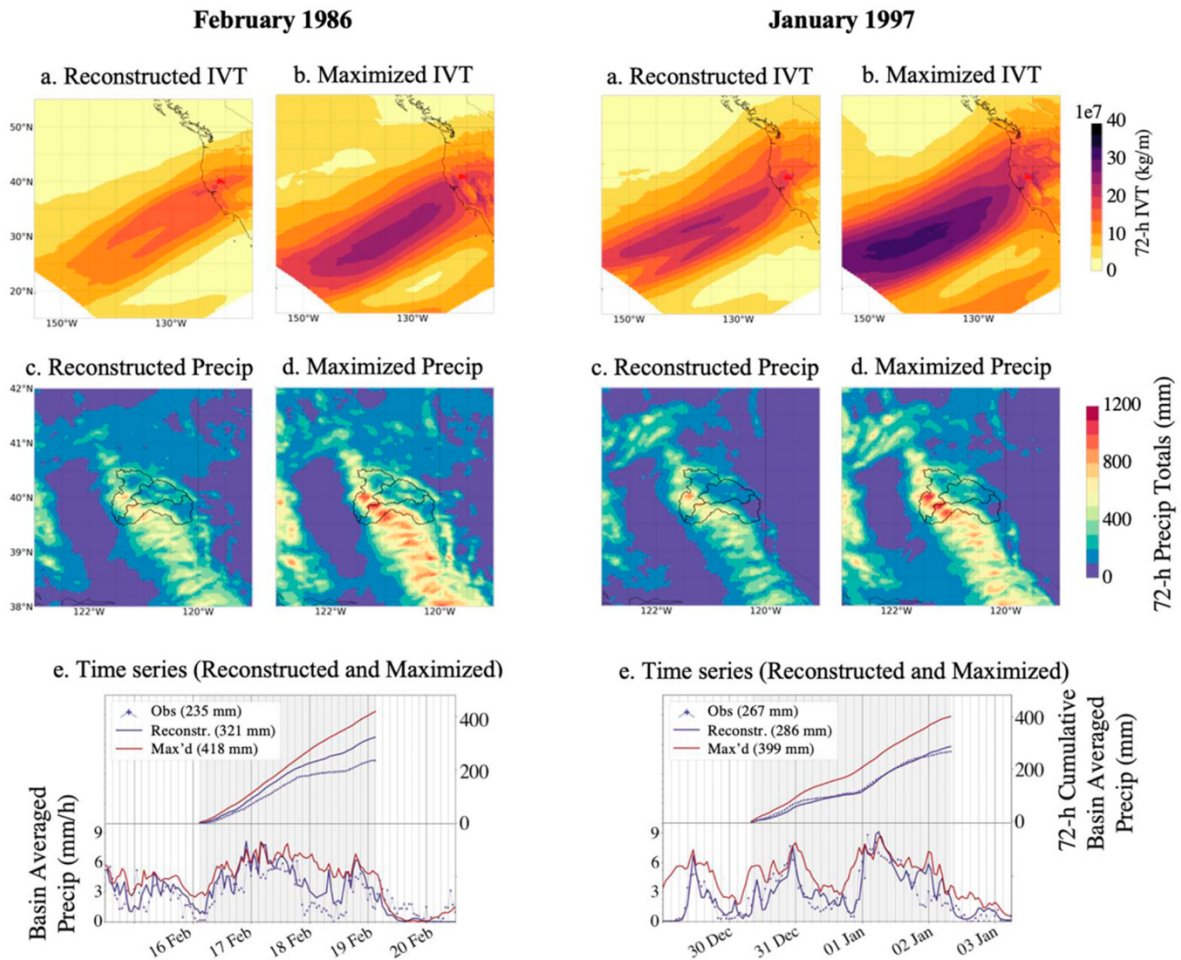 February 1986
January 1997
a. Reconstructed IVT
b. Maximized IVT
a. Reconstructed IVT
b. Maximized IVT
50°N
40°N
30°N
20°N
150°W 130°W
150°W 130°W
150°W 130°W
150°W 130°W
1e7
40
30
20
10
0
72-h IVT (kg/m)
c. Reconstructed Precip
d. Maximized Precip
c. Reconstructed Precip
d. Maximized Precip
42°N
41°N
40°N
39°N
38°N
122°W 120°W
122°W 120°W
122°W 120°W
122°W 120°W
1200
800
400
0
72-h Precip Totals (mm)
e. Time series (Reconstructed and Maximized)
Obs (235 mm)
Reconstr. (321 mm)
Max'd (418 mm)
400
200
0
Basin Averaged
Precip (mm/h)
9
6
3
0
16 Feb 17 Feb 18 Feb 19 Feb 20 Feb
e. Time series (Reconstructed and Maximized)
Obs (267 mm)
Reconstr. (286 mm)
Max'd (399 mm)
400
200
0
72-h Cumulative
Basin Averaged
Precip (mm)
9
6
3
0
30 Dec 31 Dec 01 Jan 02 Jan 03 Jan